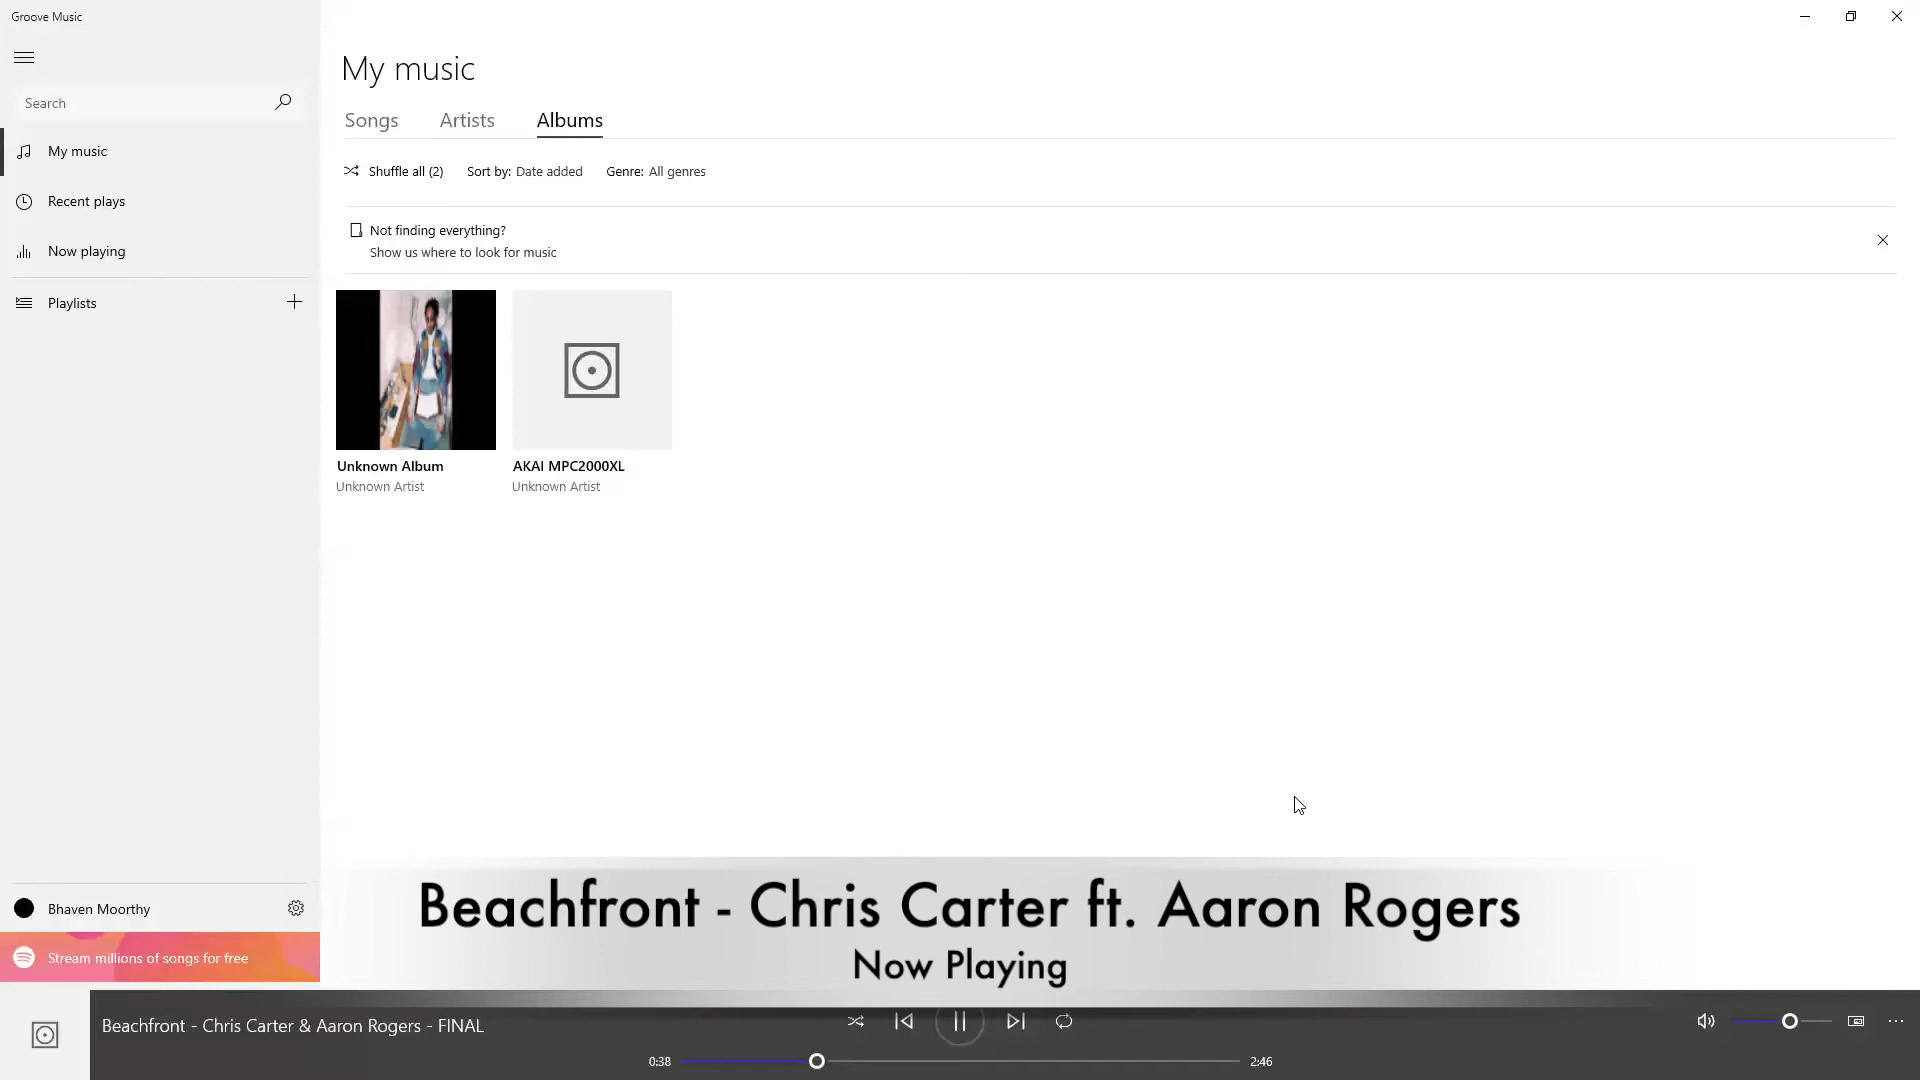 Groove Music
Search
My music
Recent plays
Now playing
Playlists
Bhaven Moorthy
Stream millions of songs for free
My music
Songs Artists Albums
Shuffle all (2) Sort by: Date added Genre: All genres
Not finding everything?
Show us where to look for music
Unknown Album
Unknown Artist
AKAI MPC2000XL
Unknown Artist
Beachfront - Chris Carter ft. Aaron Rogers
Now Playing
Beachfront - Chris Carter & Aaron Rogers - FINAL
0:38 2:46